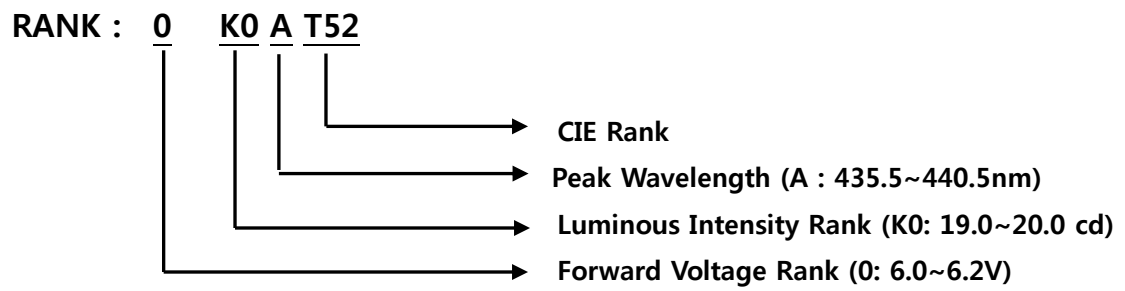 RANK : 0 K0 A T52
CIE Rank
Peak Wavelength (A : 435.5~440.5nm)
Luminous Intensity Rank (K0: 19.0~20.0 cd)
Forward Voltage Rank (0: 6.0~6.2V)